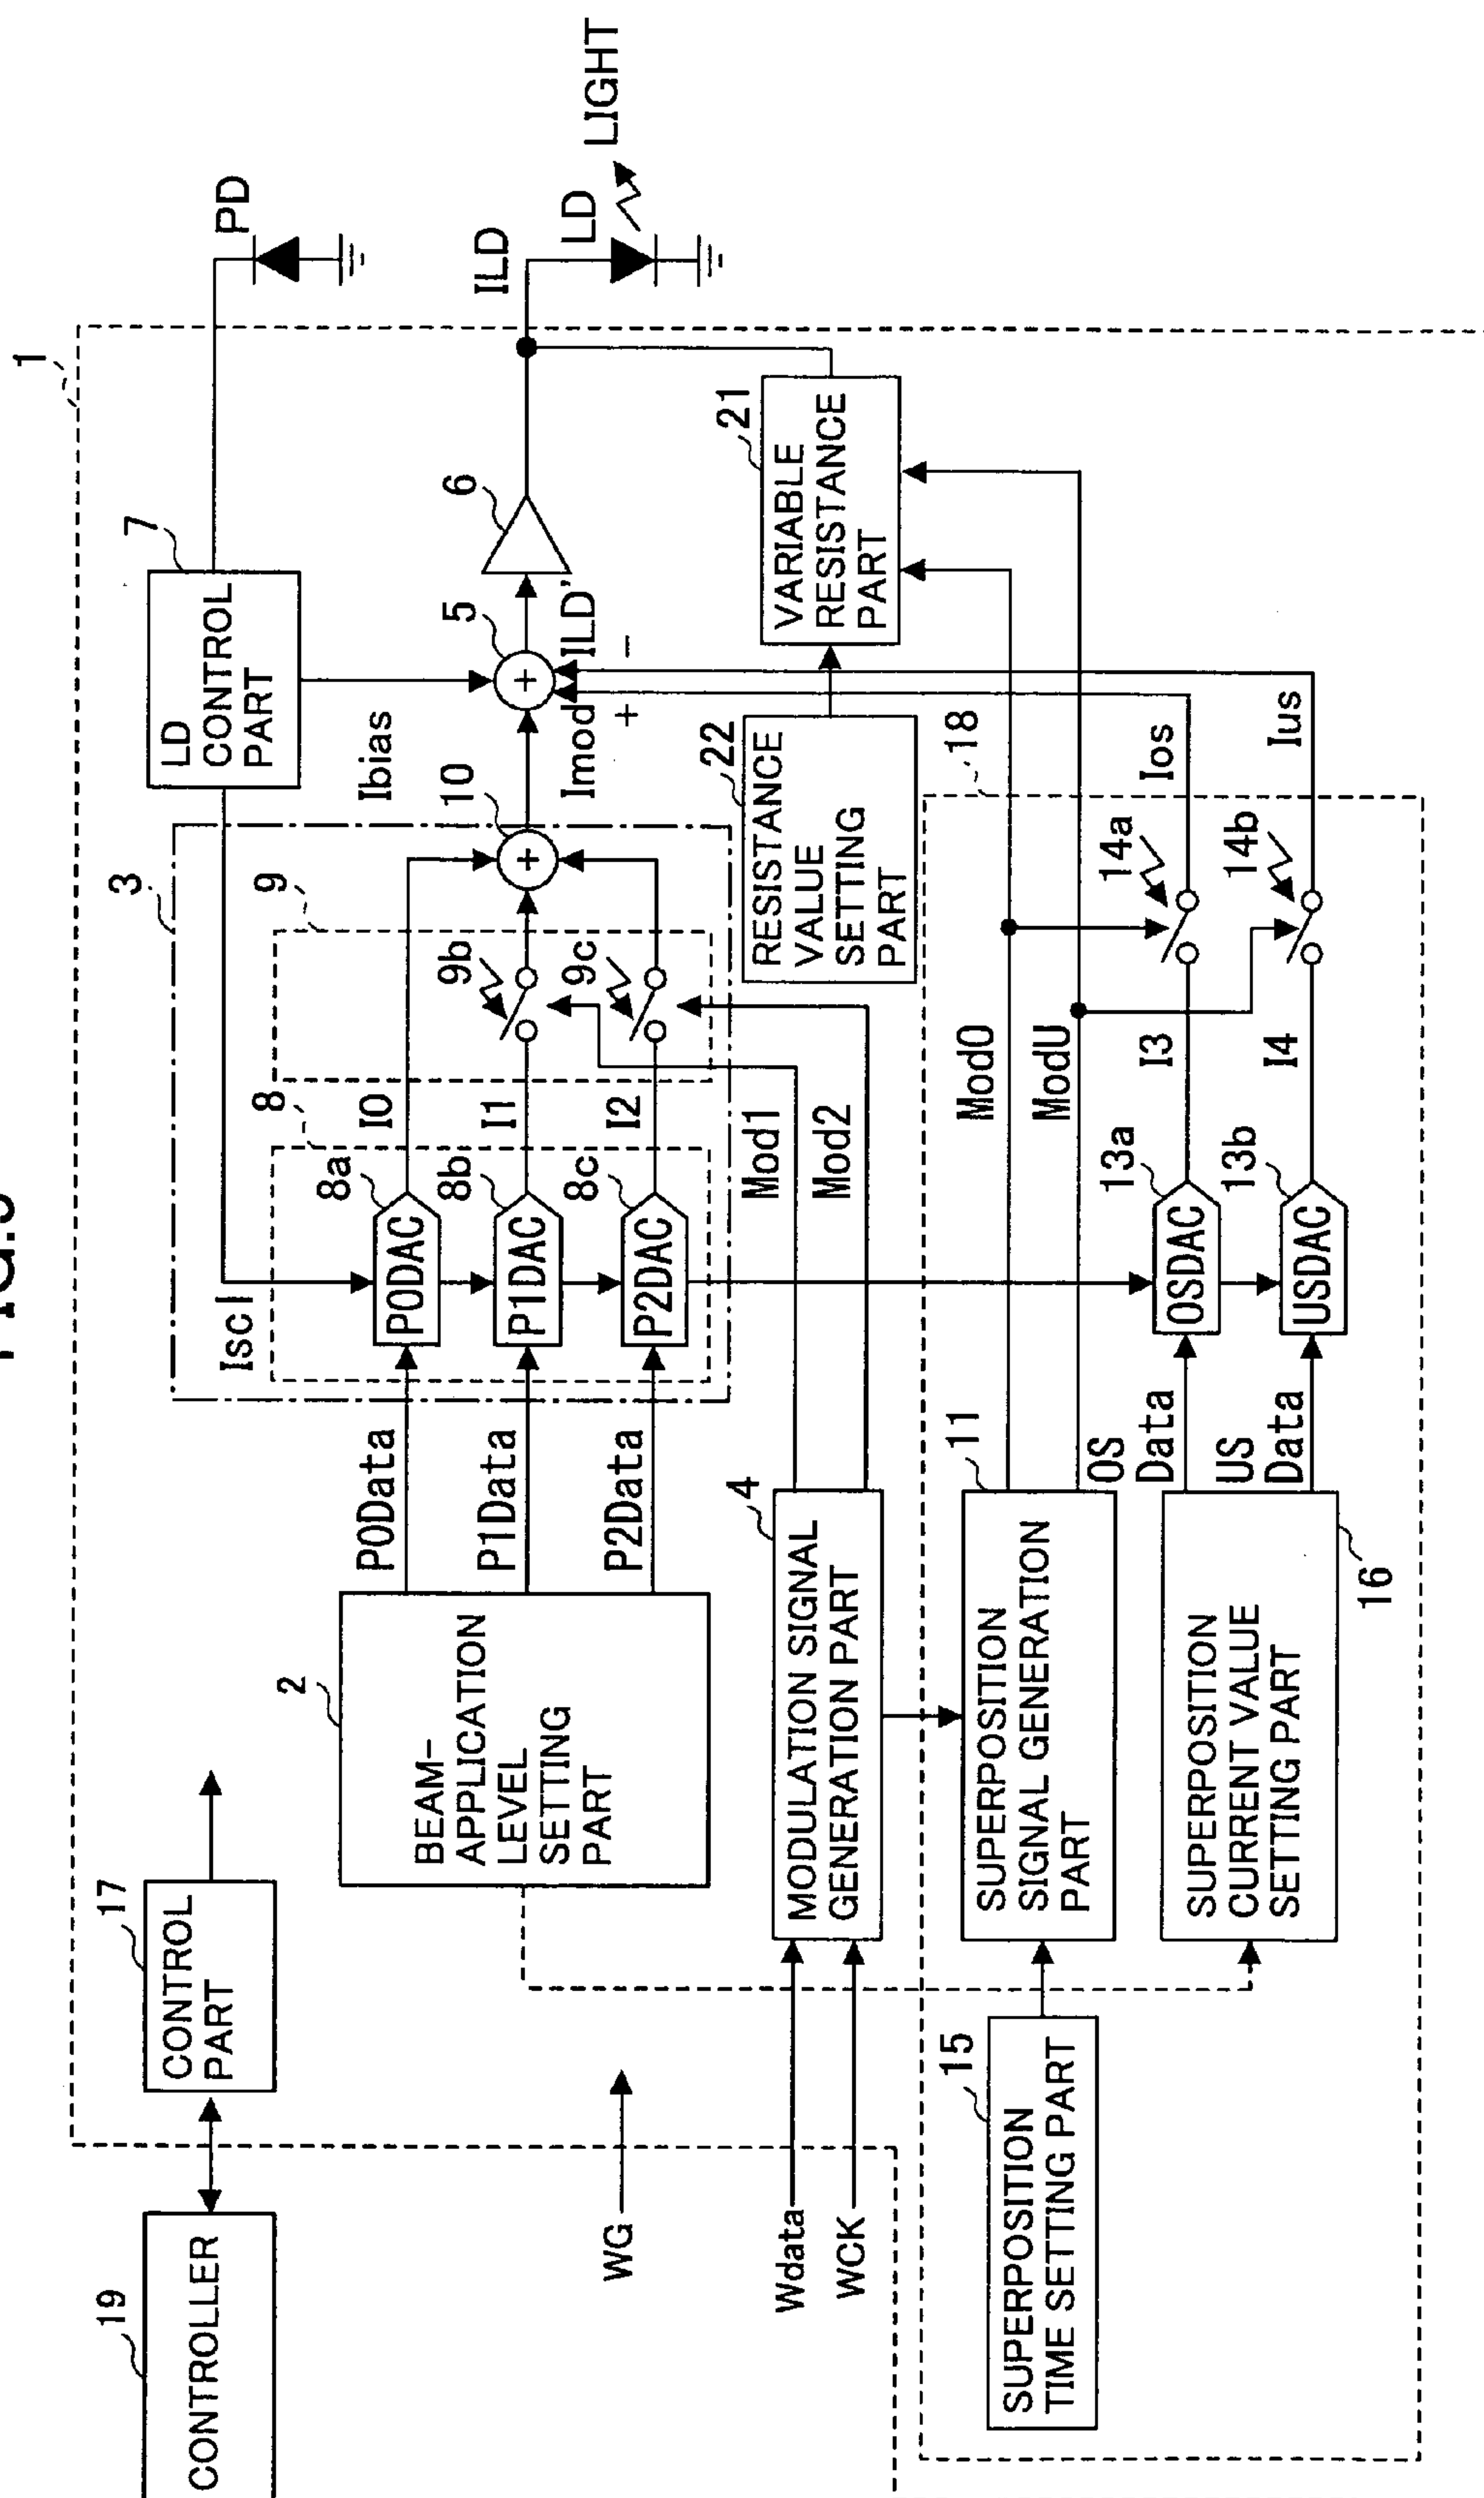 1
19
CONTROLLER
17
CONTROL
PART
7
LD
CONTROL
PART
PD
Iscl
3
Ibias
ILD
LD
LIGHT
2
BEAM-
APPLICATION
LEVEL
SETTING
PART
P0Data
P1Data
P2Data
8
8a
P0DAC
I0
8b
P1DAC
I1
8c
P2DAC
I2
9
9b
9c
10
+
Imod
5
+
ILD'
+
−
6
WG
Wdata
WCK
4
MODULATION SIGNAL
GENERATION PART
Mod1
Mod2
22
RESISTANCE
VALUE
SETTING
PART
21
VARIABLE
RESISTANCE
PART
18
15
SUPERPOSITION
TIME SETTING PART
11
SUPERPOSITION
SIGNAL GENERATION
PART
ModO
ModU
16
SUPERPOSITION
CURRENT VALUE
SETTING PART
OS
Data
US
Data
13a
OSDAC
I3
14a
Ios
13b
USDAC
I4
14b
Ius